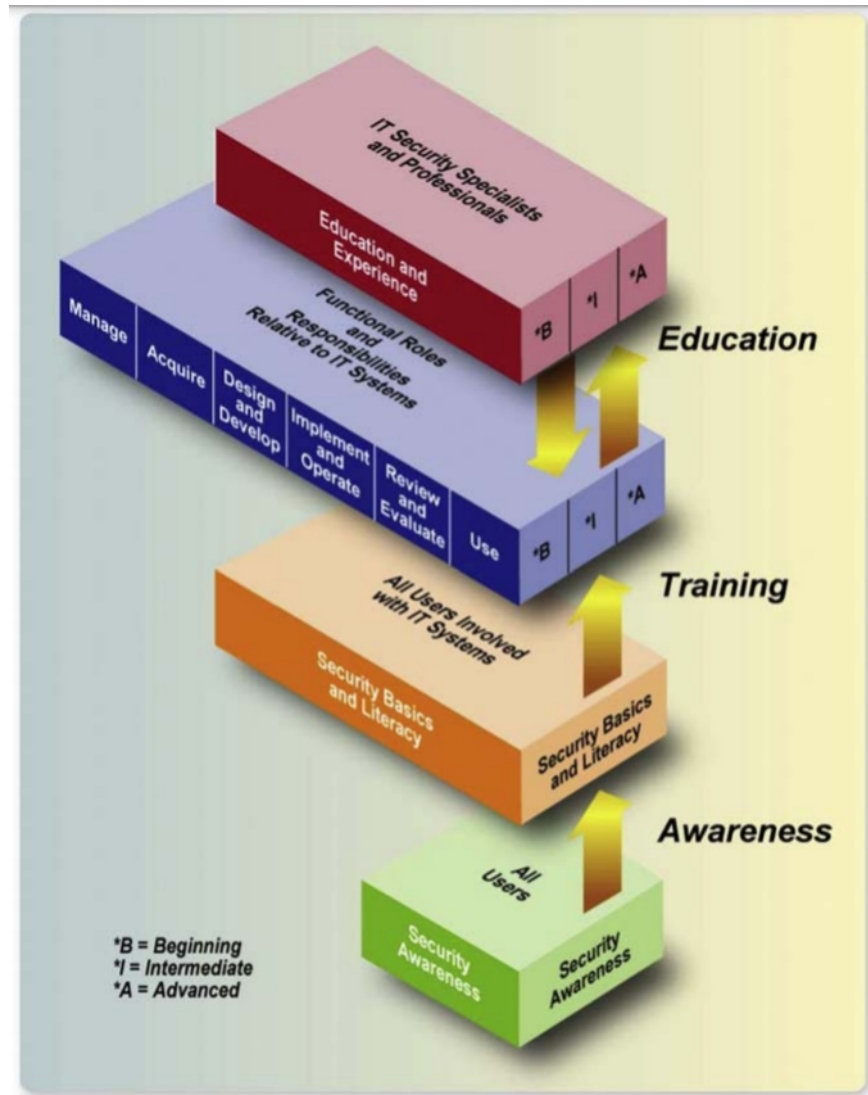 IT Security Specialists
and Professionals
Education and
Experience
*B
*I
*A
Education
Functional Roles
and
Responsibilities
Relative to IT Systems
Manage
Acquire
Design
and
Develop
Implement
and
Operate
Review
and
Evaluate
Use
*B
*I
*A
Training
All Users Involved
with IT Systems
Security Basics
and Literacy
Security Basics
and Literacy
Awareness
All
Users
Security
Awareness
Security
Awareness
*B = Beginning
*I = Intermediate
*A = Advanced